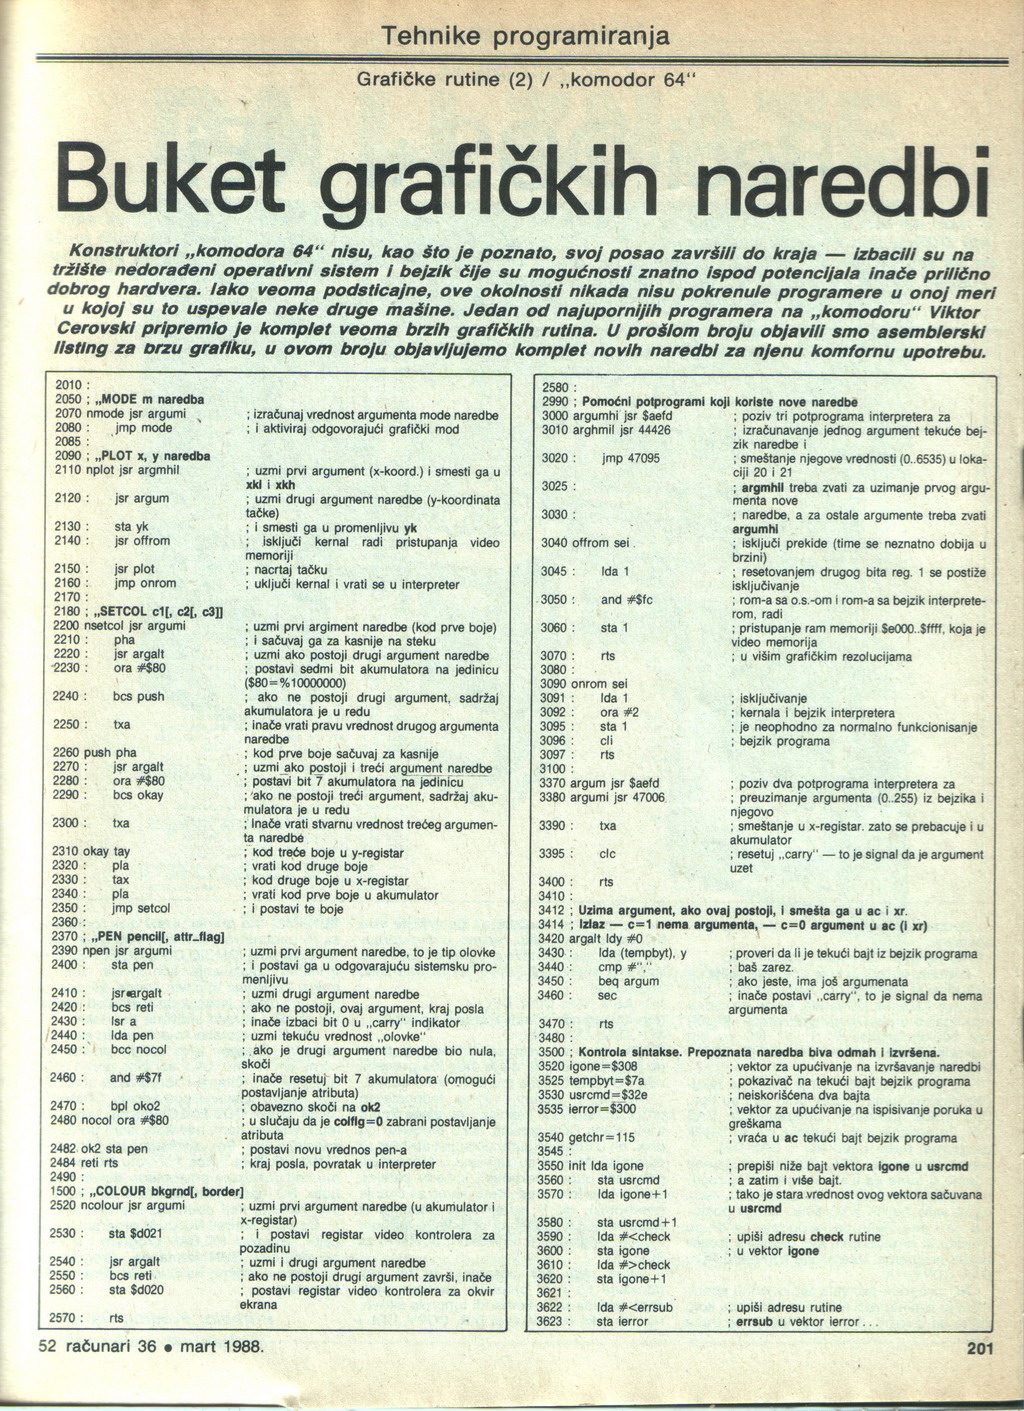 Tehnike programiranja
Grafičke rutine (2) / „komodor 64“
Buket grafičkih naredbi
Konstruktori „komodora 64“ nisu, kao što je poznato, svoj posao završili do kraja — izbacili su na
tržište nedorađeni operativni sistem i bejzik čije su mogućnosti znatno ispod potencijala inače prilično
dobrog hardvera. Iako veoma podsticajne, ove okolnosti nikada nisu pokrenule programere u onoj meri
u kojoj su to uspevale neke druge mašine. Jedan od najupornijih programera na „komodoru“ Viktor
Cerovski pripremio je komplet veoma brzih grafičkih rutina. U prošlom broju objavili smo asemblerski
listing za brzu grafiku, u ovom broju objavljujemo komplet novih naredbi za njenu komfornu upotrebu.
2010 :
2050 ; „MODE m naredba
2070 nmode jsr argumi ; izračunaj vrednost argumenta mode naredbe
2080 : jmp mode ; i aktiviraj odgovorajući grafički mod
2085 :
2090 ; „PLOT x, y naredba
2110 nplot jsr argmhil ; uzmi prvi argument (x-koord.) i smesti ga u
xkl i xkh
2120 : jsr argum ; uzmi drugi argument naredbe (y-koordinata
tačke)
2130 : sta yk ; i smesti ga u promenljivu yk
2140 : jsr offrom ; isključi kernal radi pristupanja video
memoriji
2150 : jsr plot ; nacrtaj tačku
2160 : jmp onrom ; uključi kernal i vrati se u interpreter
2170 :
2180 ; „SETCOL c1[, c2[, c3]]
2200 nsetcol jsr argumi ; uzmi prvi argiment naredbe (kod prve boje)
2210 : pha ; i sačuvaj ga za kasnije na steku
2220 : jsr argalt ; uzmi ako postoji drugi argument naredbe
2230 : ora #$80 ; postavi sedmi bit akumulatora na jedinicu
($80=%10000000)
2240 : bcs push ; ako ne postoji drugi argument, sadržaj
akumulatora je u redu
2250 : txa ; inače vrati pravu vrednost drugog argumenta
naredbe
2260 push pha ; kod prve boje sačuvaj za kasnije
2270 : jsr argalt ; uzmi ako postoji i treći argument naredbe
2280 : ora #$80 ; postavi bit 7 akumulatora na jedinicu
2290 : bcs okay ; ako ne postoji treći argument, sadržaj aku-
mulatora je u redu
2300 : txa ; Inače vrati stvarnu vrednost trećeg argumen-
ta naredbe
2310 okay tay ; kod treće boje u y-registar
2320 : pla ; vrati kod druge boje
2330 : tax ; kod druge boje u x-registar
2340 : pla ; vrati kod prve boje u akumulator
2350 : jmp setcol ; i postavi te boje
2360 :
2370 ; „PEN pencil[, attr_flag]
2390 npen jsr argumi ; uzmi prvi argument naredbe, to je tip olovke
2400 : sta pen ; i postavi ga u odgovarajuću sistemsku pro-
menljivu
2410 : jsr argalt ; uzmi drugi argument naredbe
2420 : bcs reti ; ako ne postoji, ovaj argument, kraj posla
2430 : lsr a ; inače izbaci bit 0 u „carry“ indikator
2440 : lda pen ; uzmi tekuću vrednost „olovke“
2450 : bcc nocol ; ako je drugi argument naredbe bio nula,
skoči
2460 : and #$7f ; inače resetuj bit 7 akumulatora (omogući
postavljanje atributa)
2470 : bpl oko2 ; obavezno skoči na ok2
2480 nocol ora #$80 ; u slučaju da je colflg=0 zabrani postavljanje
atributa
2482 ok2 sta pen ; postavi novu vrednos pen-a
2484 reti rts ; kraj posla, povratak u interpreter
2490 :
1500 ; „COLOUR bkgrnd[, border]
2520 ncolour jsr argumi ; uzmi prvi argument naredbe (u akumulator i
x-registar)
2530 : sta $d021 ; i postavi registar video kontrolera za
pozadinu
2540 : jsr argalt ; uzmi i drugi argument naredbe
2550 : bcs reti ; ako ne postoji drugi argument završi, inače
2560 : sta $d020 ; postavi registar video kontrolera za okvir
ekrana
2570 : rts
2580 :
2990 ; Pomoćni potprogrami koji koriste nove naredbe
3000 argumhi jsr $aefd ; poziv tri potprograma interpretera za
3010 arghmil jsr 44426 ; izračunavanje jednog argument tekuće bej-
zik naredbe i
3020 : jmp 47095 ; smeštanje njegove vrednosti (0..6535) u loka-
ciji 20 i 21
3025 : ; argmhil treba zvati za uzimanje prvog argu-
menta nove
3030 : ; naredbe, a za ostale argumente treba zvati
argumhi
3040 offrom sei ; isključi prekide (time se neznatno dobija u
brzini)
3045 : lda 1 ; resetovanjem drugog bita reg. 1 se postiže
isključivanje
3050 : and #$fc ; rom-a sa o.s.-om i rom-a sa bejzik interprete-
rom, radi
3060 : sta 1 ; pristupanje ram memoriji $e000..$ffff, koja je
video memorija
3070 : rts ; u višim grafičkim rezolucijama
3080 :
3090 onrom sei
3091 : lda 1 ; isključivanje
3092 : ora #2 ; kernala i bejzik interpretera
3095 : sta 1 ; je neophodno za normalno funkcionisanje
3096 : cli ; bejzik programa
3097 : rts
3100 :
3370 argum jsr $aefd ; poziv dva potprograma interpretera za
3380 argumi jsr 47006 ; preuzimanje argumenta (0..255) iz bejzika i
njegovo
3390 : txa ; smeštanje u x-registar. zato se prebacuje i u
akumulator
3395 : clc ; resetuj „carry“ — to je signal da je argument
uzet
3400 : rts
3410 :
3412 ; Uzima argument, ako ovaj postoji, i smešta ga u ac i xr.
3414 ; Izlaz — c=1 nema argumenta, — c=0 argument u ac (i xr)
3420 argalt ldy #0
3430 : lda (tempbyt), y ; proveri da li je tekući bajt iz bejzik programa
3440 : cmp #"," ; baš zarez.
3450 : beq argum ; ako jeste, ima još argumenata
3460 : sec ; inače postavi „carry“, to je signal da nema
argumenta
3470 : rts
3480 :
3500 ; Kontrola sintakse. Prepoznata naredba biva odmah i izvršena.
3520 igone=$308 ; vektor za upućivanje na izvršavanje naredbi
3525 tempbyt=$7a ; pokazivač na tekući bajt bejzik programa
3530 usrcmd=$32e ; neiskorišćena dva bajta
3535 ierror=$300 ; vektor za upućivanje na ispisivanje poruka u
greškama
3540 getchr=115 ; vraća u ac tekući bajt bejzik programa
3545 :
3550 init lda igone ; prepiši niže bajt vektora igone u usrcmd
3560 : sta usrcmd ; a zatim i više bajt.
3570 : lda igone+1 ; tako je stara vrednost ovog vektora sačuvana
u usrcmd
3580 : sta usrcmd+1
3590 : lda #<check ; upiši adresu check rutine
3600 : sta igone ; u vektor igone
3610 : lda #>check
3620 : sta igone+1
3621 :
3622 : lda #<errsub ; upiši adresu rutine
3623 : sta ierror ; errsub u vektor ierror...
52 računari 36 • mart 1988.
201